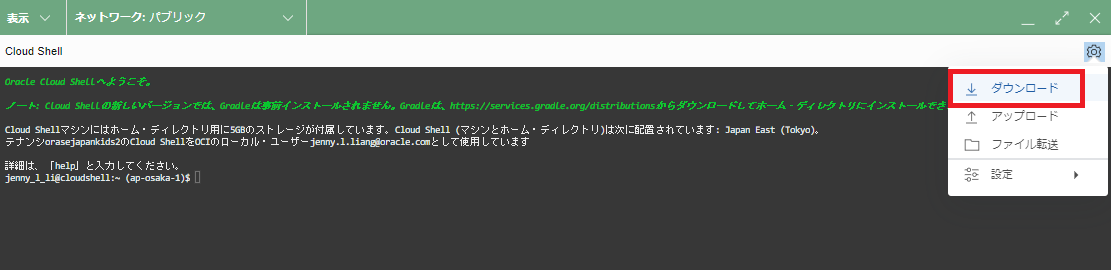 表示
ネットワーク: パブリック
Cloud Shell
Oracle Cloud Shellへようこそ。
ノート: Cloud Shellの新しいバージョンでは、Gradleは事前インストールされません。Gradleは、https://services.gradle.org/distributionsからダウンロードしてホーム・ディレクトリにインストールでき
Cloud Shellマシンにはホーム・ディレクトリ用に5GBのストレージが付属しています。Cloud Shell (マシンとホーム・ディレクトリ)は次に配置されています: Japan East (Tokyo)。
テナンシorasejapankids2のCloud ShellをOCIのローカル・ユーザーjenny.l.liang@oracle.comとして使用しています
詳細は、「help」と入力してください。
jenny_l_li@cloudshell:~ (ap-osaka-1)$
ダウンロード
アップロード
ファイル転送
設定